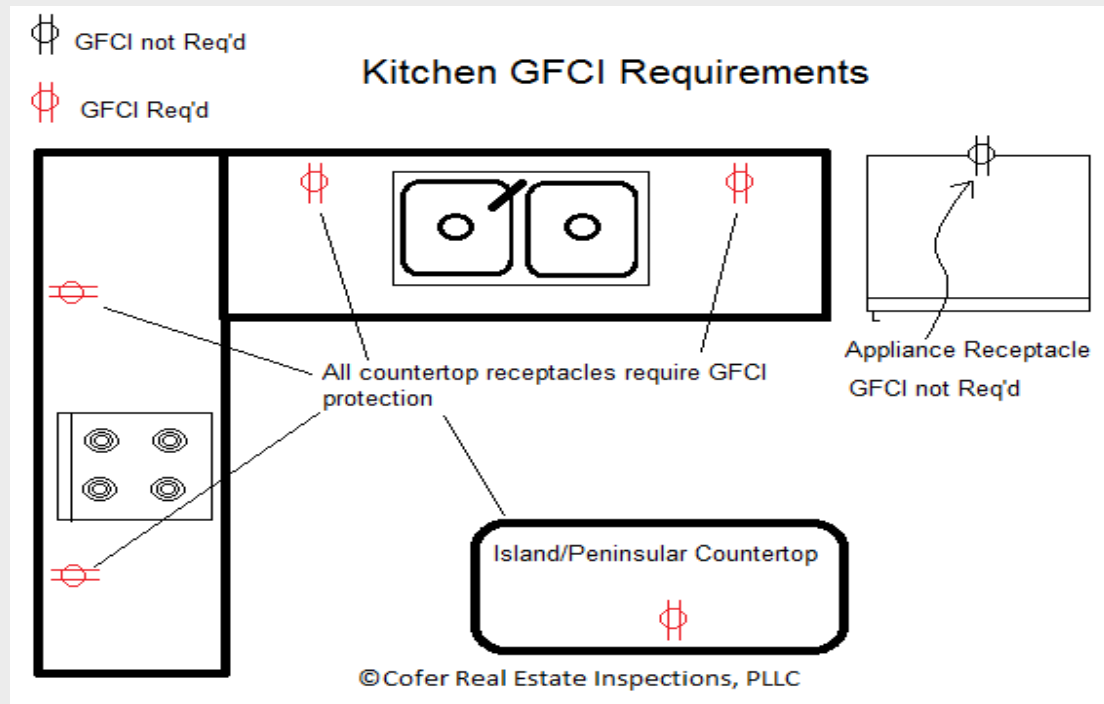 GFCI not Req'd
Kitchen GFCI Requirements
GFCI Req'd
Appliance Receptacle
GFCI not Req'd
All countertop receptacles require GFCI
protection
Island/Peninsular Countertop
©Cofer Real Estate Inspections, PLLC